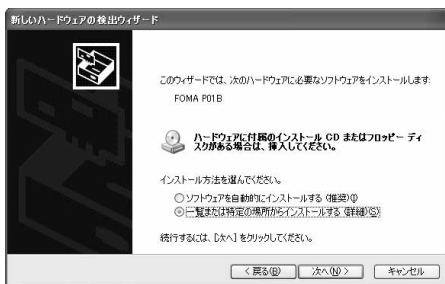 新しいハードウェアの検出ウィザード
このウィザードでは、次のハードウェアに必要なソフトウェアをインストールします:
FOMA P01B
ハードウェアに付属のインストール CD またはフロッピー ディ
スクがある場合は、挿入してください。
インストール方法を選んでください。
ソフトウェアを自動的にインストールする (推奨)(I)
一覧または特定の場所からインストールする (詳細)(S)
続行するには、[次へ] をクリックしてください。
< 戻る(B)
次へ(N) >
キャンセル